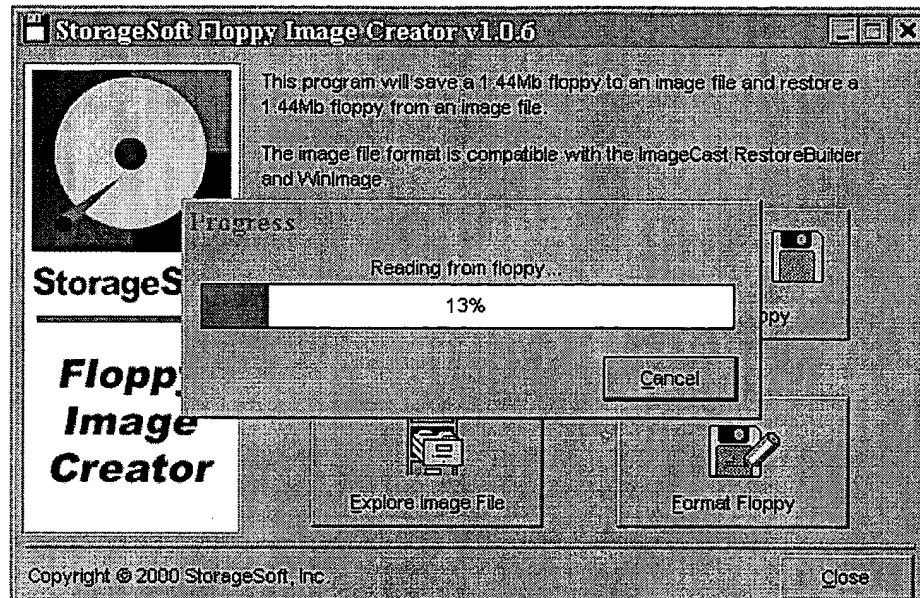 StorageSoft Floppy Image Creator v1.0.6
This program will save a 1.44Mb floppy to an image file and restore a
1.44Mb floppy from an image file.
The image file format is compatible with the ImageCast RestoreBuilder
and WinImage.
Progress
Reading from floppy...
13%
Cancel
StorageS
Flopp
Image
Creator
ppy
Explore Image File
Format Floppy
Copyright © 2000 StorageSoft, Inc.
Close